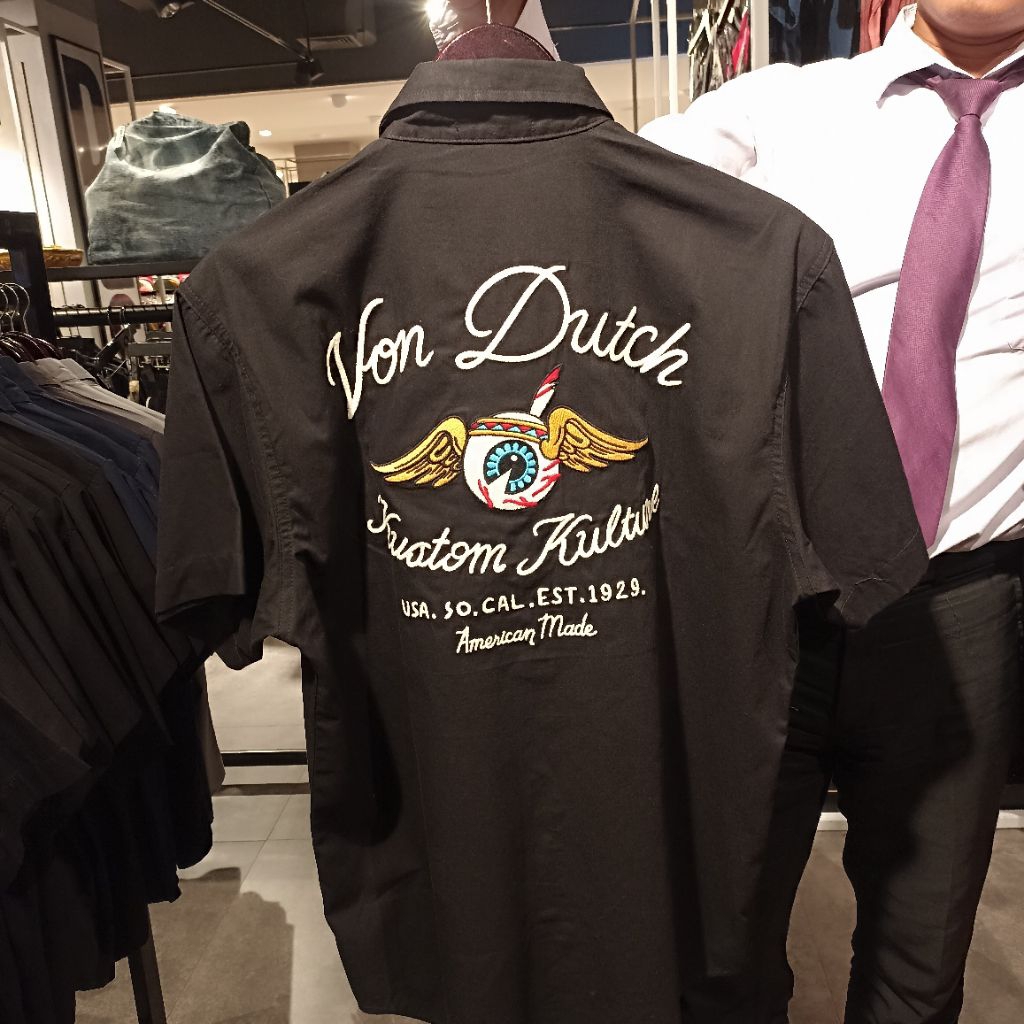 Von Dutch
Kustom Kulture
USA. SO. CAL. EST. 1929.
American Made